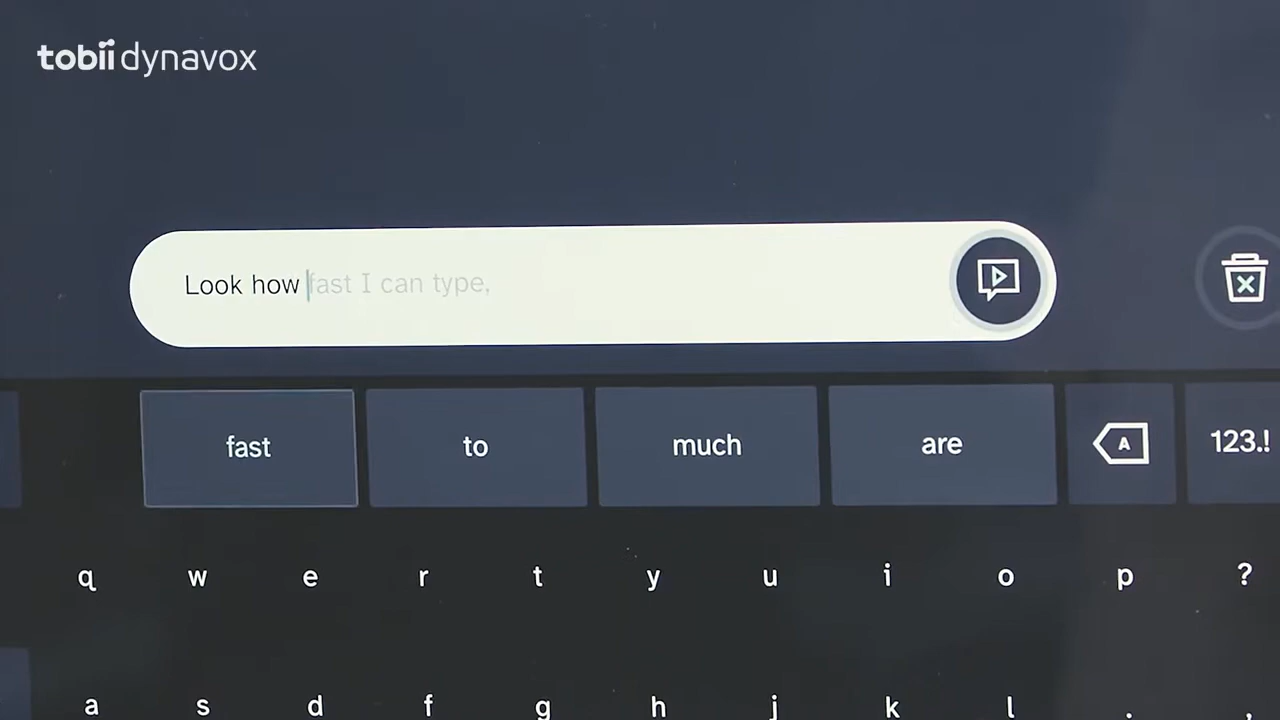 tobii dynavox
Look how fast I can type,
fast to much are A 123.!
q w e r t y u i o p ?
a s d f g h j k l . ,